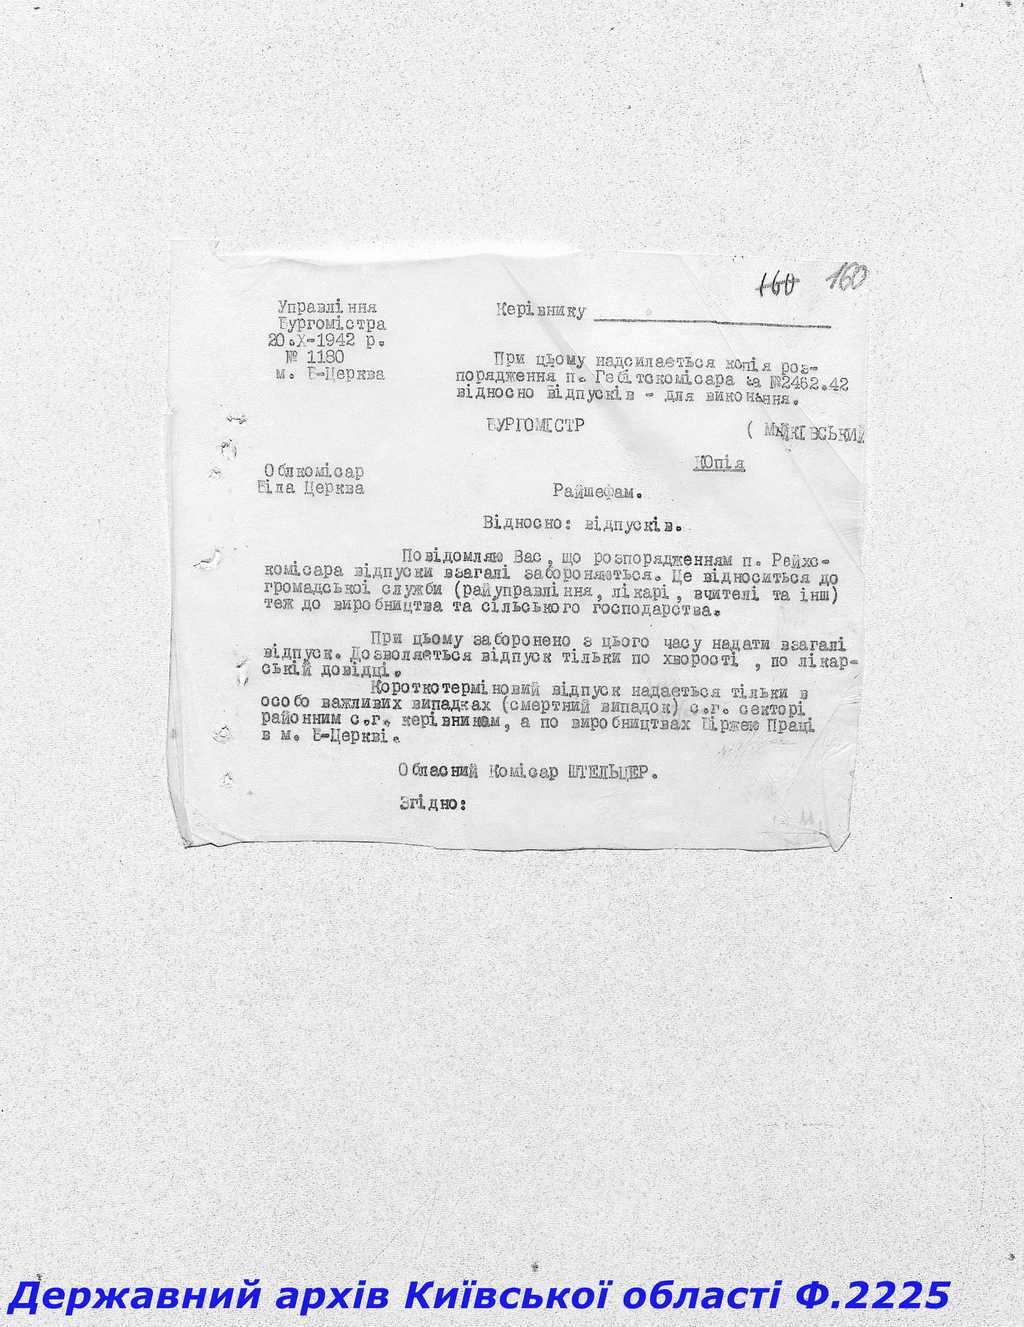 160 160
Управління
Бургомістра
20.X-1942 р.
№ 1180
м. Б-Церква
Керівнику
При цьому надсилається копія роз-
порядження п. Гебітскомісара за №2462.42
відносно відпусків - для виконання.
БУРГОМІСТР ( МАЙКІВСЬКИЙ
КОпія
Облкомісар
Біла Церква
Райшефам.
Відносно: відпусків.
Повідомляю Вас, що розпорядженням п. Райхс-
комісара відпуски взагалі забороняються. Це відноситься до
громадської служби (райуправління, лікарі, вчителі та інш)
теж до виробництва та сільського господарства.
При цьому заборонено з цього часу надати взагалі
відпуск. Дозволяється відпуск тільки по хворості , по лікар-
ській довідці.
Короткотерміновий відпуск надається тільки в
особо важливих випадках (смертний випадок) с.г. секторі
районним с.г. керівникам, а по виробництвах Біржею Праці
в м. Б-Церкві.
Обласний Комісар ШТЕЛЬЦЕР.
Згідно:
Державний архів Київської області Ф.2225